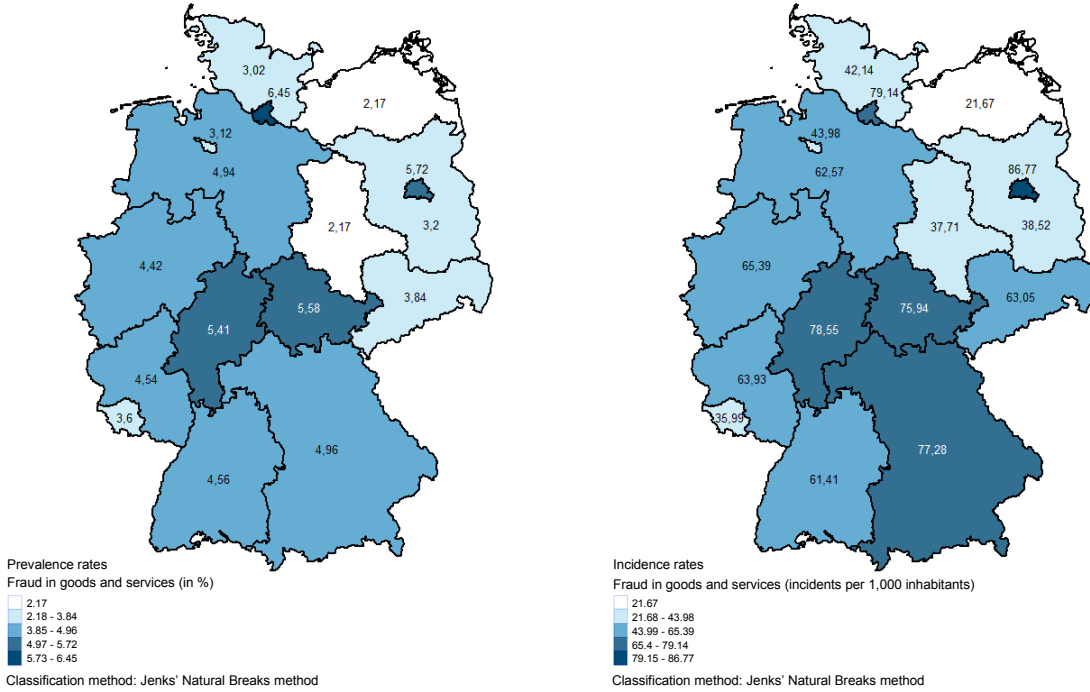 3,02
6,45
2,17
3,12
5,72
4,94
3,2
2,17
4,42
3,84
5,58
5,41
4,54
3,6
4,96
4,56
Prevalence rates
Fraud in goods and services (in %)
2.17
2.18 - 3.84
3.85 - 4.96
4.97 - 5.72
5.73 - 6.45
Classification method: Jenks' Natural Breaks method
42,14
79,14
21,67
43,98
86,77
62,57
38,52
37,71
65,39
63,05
75,94
78,55
63,93
35,99
77,28
61,41
Incidence rates
Fraud in goods and services (incidents per 1,000 inhabitants)
21.67
21.68 - 43.98
43.99 - 65.39
65.4 - 79.14
79.15 - 86.77
Classification method: Jenks' Natural Breaks method